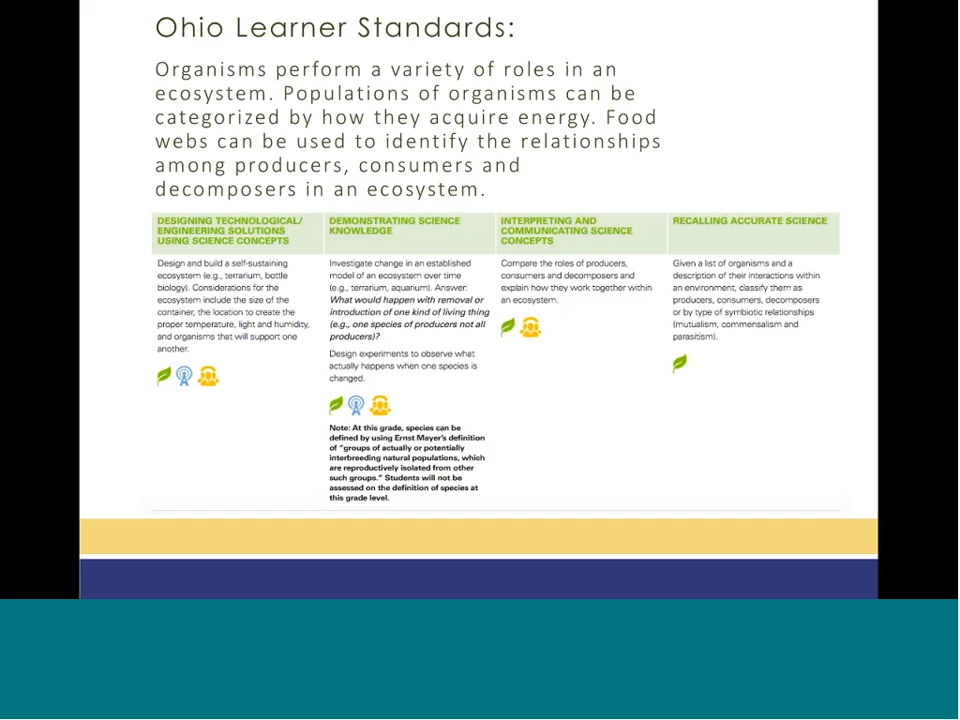 Ohio Learner Standards:
Organisms perform a variety of roles in an
ecosystem. Populations of organisms can be
categorized by how they acquire energy. Food
webs can be used to identify the relationships
among producers, consumers and
decomposers in an ecosystem.
DESIGNING TECHNOLOGICAL/
ENGINEERING SOLUTIONS
USING SCIENCE CONCEPTS
Design and build a self-sustaining
ecosystem (e.g., terrarium, bottle
biology). Considerations for the
ecosystem include the size of the
container, the location to create the
proper temperature, light and humidity,
and organisms that will support one
another.
DEMONSTRATING SCIENCE
KNOWLEDGE
Investigate change in an established
model of an ecosystem over time
(e.g., terrarium, aquarium). Answer:
What would happen with removal or
introduction of one kind of living thing
(e.g., one species of producers not all
producers)?
Design experiments to observe what
actually happens when one species is
changed.
Note: At this grade, species can be
defined by using Ernst Mayer's definition
of "groups of actually or potentially
interbreeding natural populations, which
are reproductively isolated from other
such groups." Students will not be
assessed on the definition of species at
this grade level.
INTERPRETING AND
COMMUNICATING SCIENCE
CONCEPTS
Compare the roles of producers,
consumers and decomposers and
explain how they work together within
an ecosystem.
RECALLING ACCURATE SCIENCE
Given a list of organisms and a
description of their interactions within
an environment, classify them as
producers, consumers, decomposers
or by type of symbiotic relationships
(mutualism, commensalism and
parasitism).